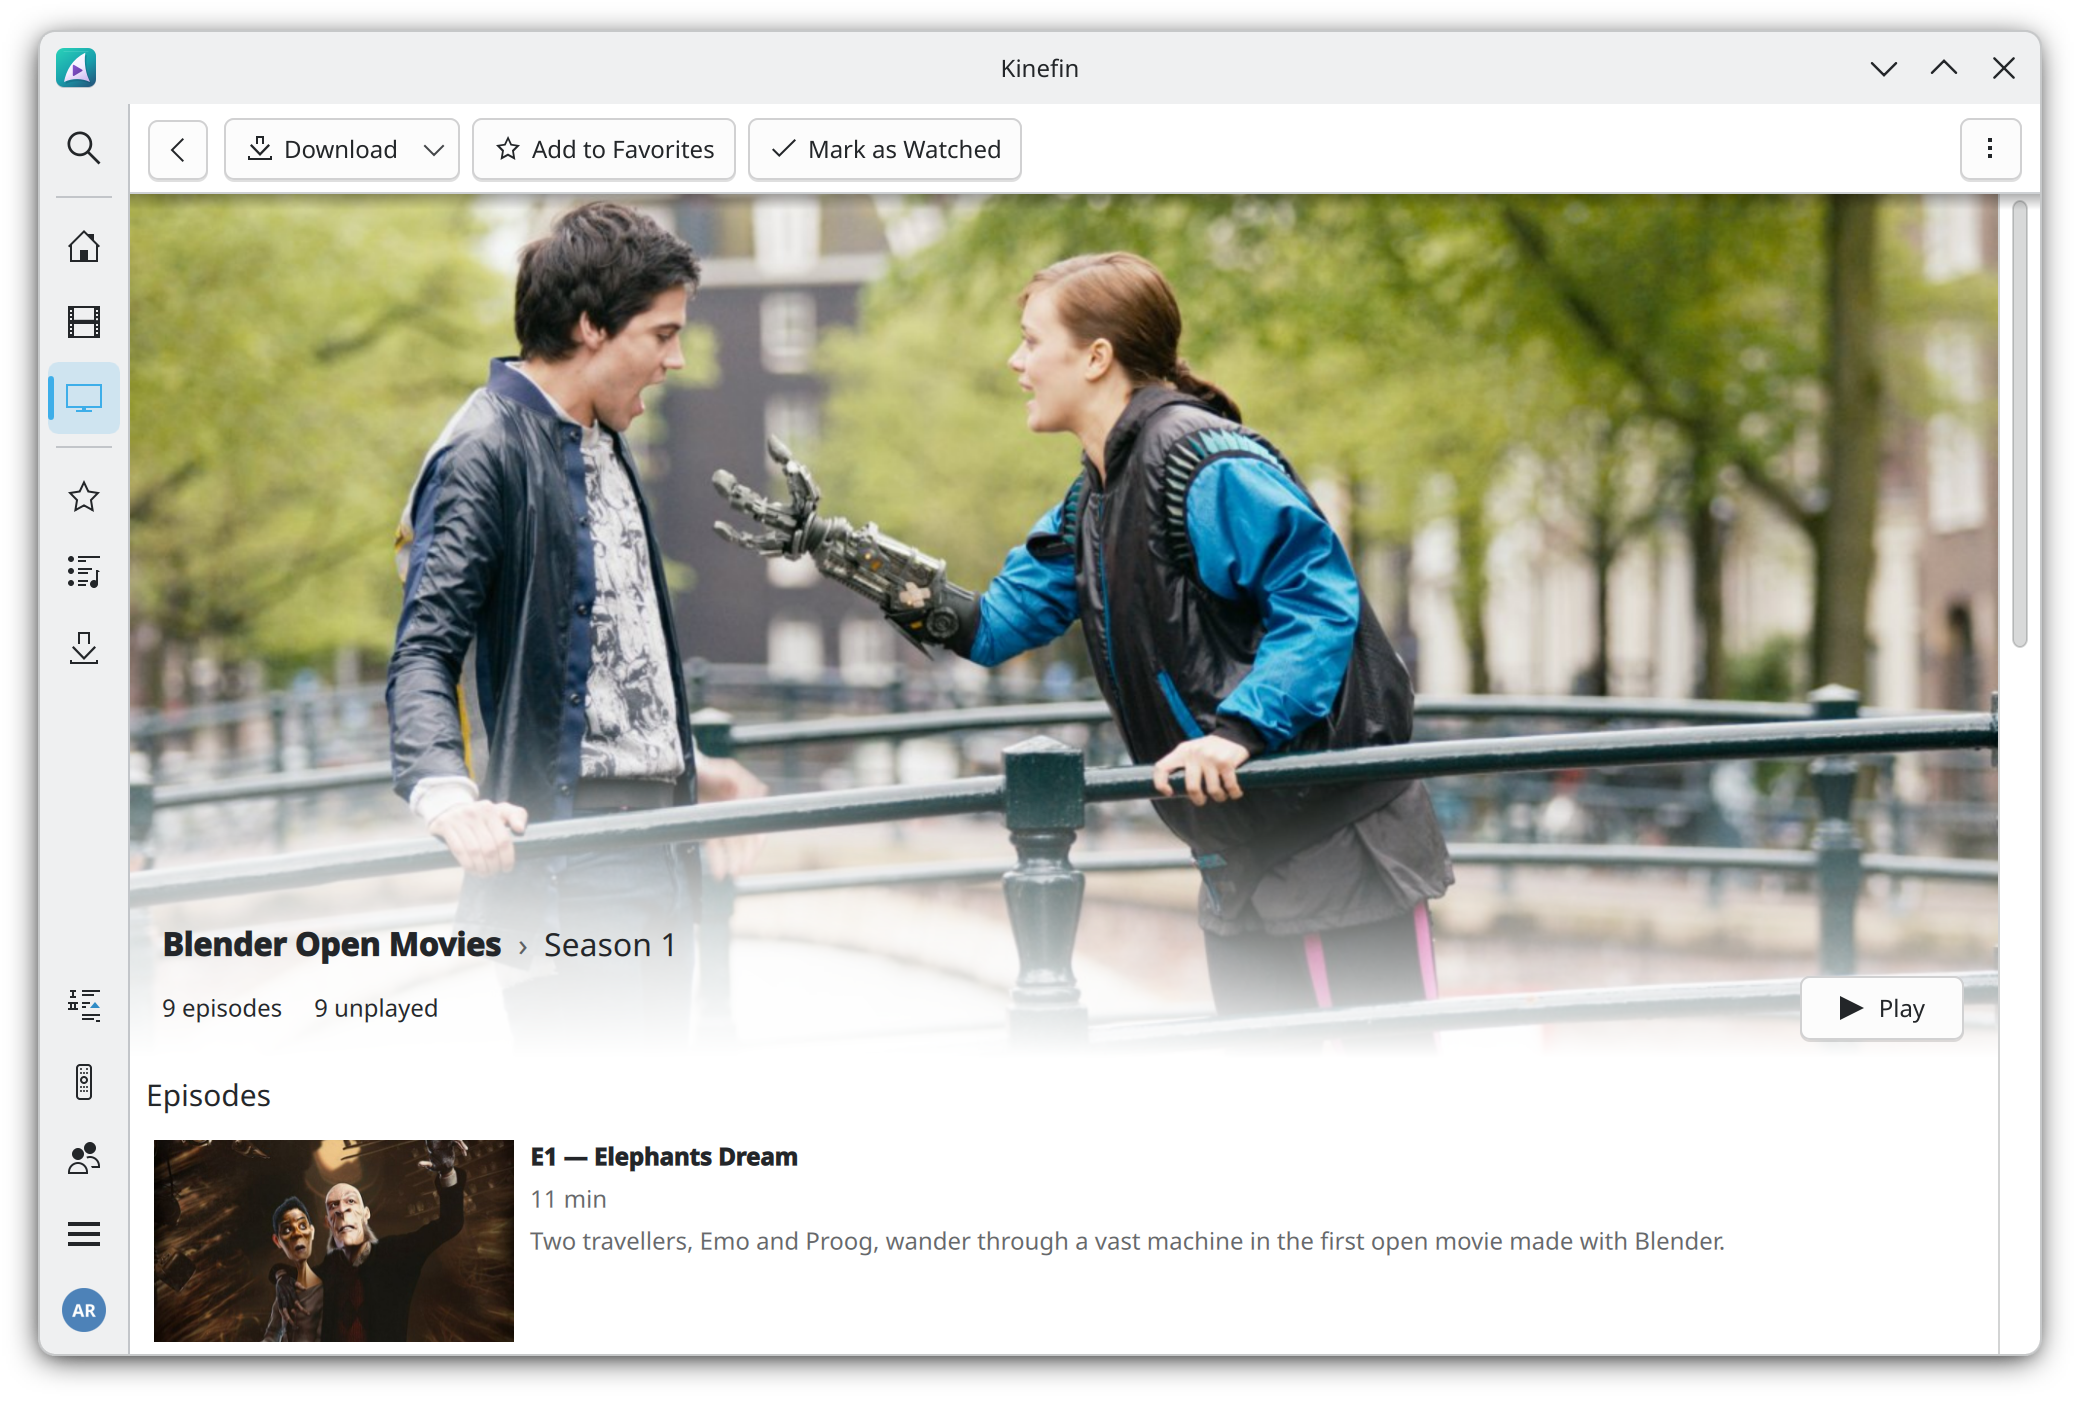 Kinefin
Download
Add to Favorites
Mark as Watched
Blender Open Movies › Season 1
9 episodes 9 unplayed
Play
Episodes
E1 — Elephants Dream
11 min
Two travellers, Emo and Proog, wander through a vast machine in the first open movie made with Blender.
AR